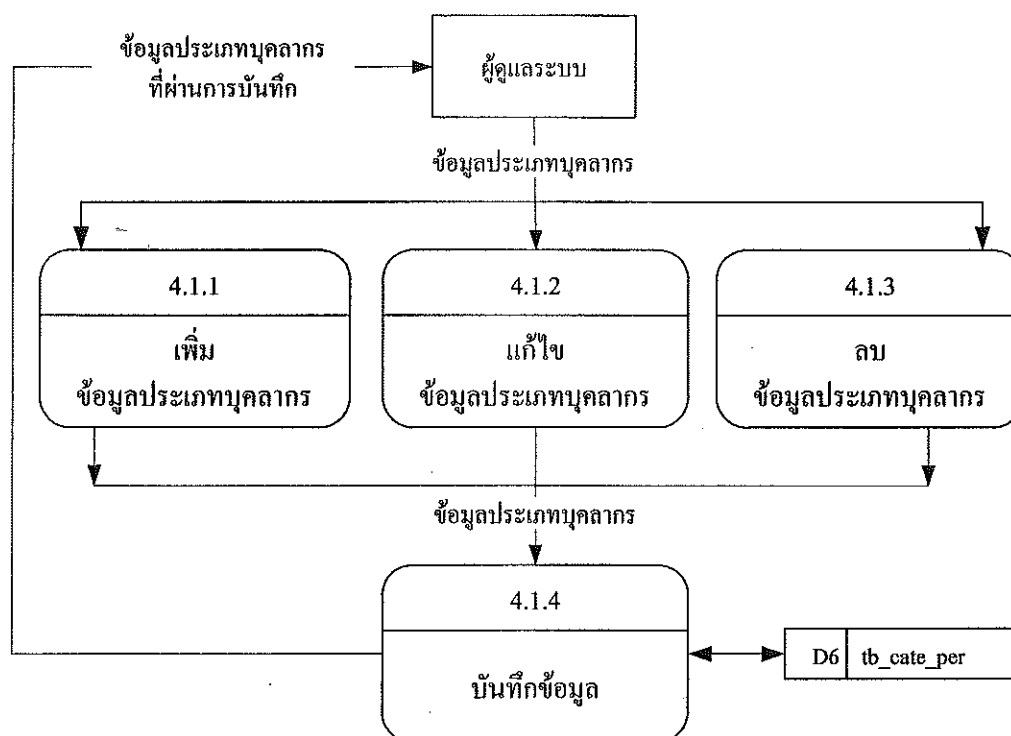 ข้อมูลประเภทบุคลากร
ที่ผ่านการบันทึก
ผู้ดูแลระบบ
ข้อมูลประเภทบุคลากร
4.1.1
เพิ่ม
ข้อมูลประเภทบุคลากร
4.1.2
แก้ไข
ข้อมูลประเภทบุคลากร
4.1.3
ลบ
ข้อมูลประเภทบุคลากร
ข้อมูลประเภทบุคลากร
4.1.4
บันทึกข้อมูล
D6 tb_cate_per